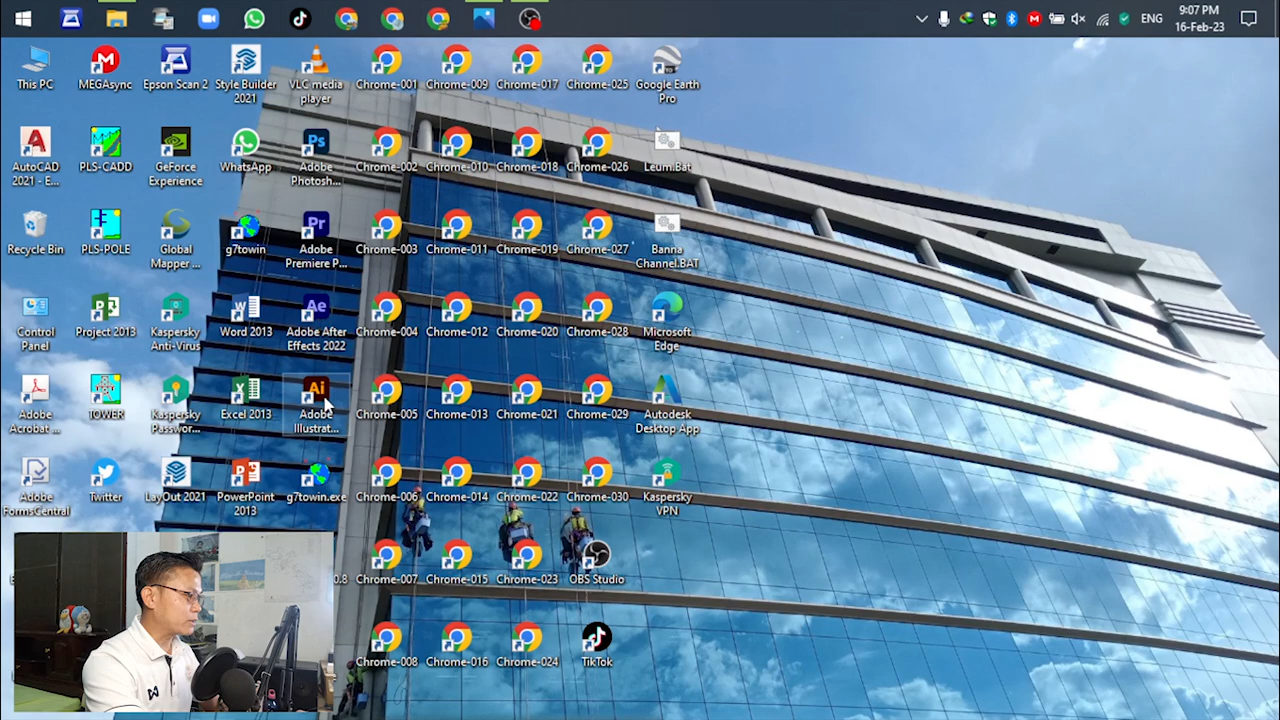 ENG
9:07 PM
16-Feb-23
This PC
MEGAsync
Epson Scan 2
Style Builder
2021
VLC media
player
Chrome-001
Chrome-009
Chrome-017
Chrome-025
Google Earth
Pro
AutoCAD
2021 - E...
PLS-CADD
GeForce
Experience
WhatsApp
Adobe
Photosh...
Chrome-002
Chrome-010
Chrome-018
Chrome-026
Leum.Bat
Recycle Bin
PLS-POLE
Global
Mapper ...
g7towin
Adobe
Premiere P...
Chrome-003
Chrome-011
Chrome-019
Chrome-027
Banna
Channel.BAT
Control
Panel
Project 2013
Kaspersky
Anti-Virus
Word 2013
Adobe After
Effects 2022
Chrome-004
Chrome-012
Chrome-020
Chrome-028
Microsoft
Edge
Adobe
Acrobat ...
TOWER
Kaspersky
Passwor...
Excel 2013
Adobe
Illustrat...
Chrome-005
Chrome-013
Chrome-021
Chrome-029
Autodesk
Desktop App
Adobe
FormsCentral
Twitter
LayOut 2021
PowerPoint
2013
g7towin.exe
Chrome-006
Chrome-014
Chrome-022
Chrome-030
Kaspersky
VPN
Chrome-007
Chrome-015
Chrome-023
OBS Studio
Chrome-008
Chrome-016
Chrome-024
TikTok